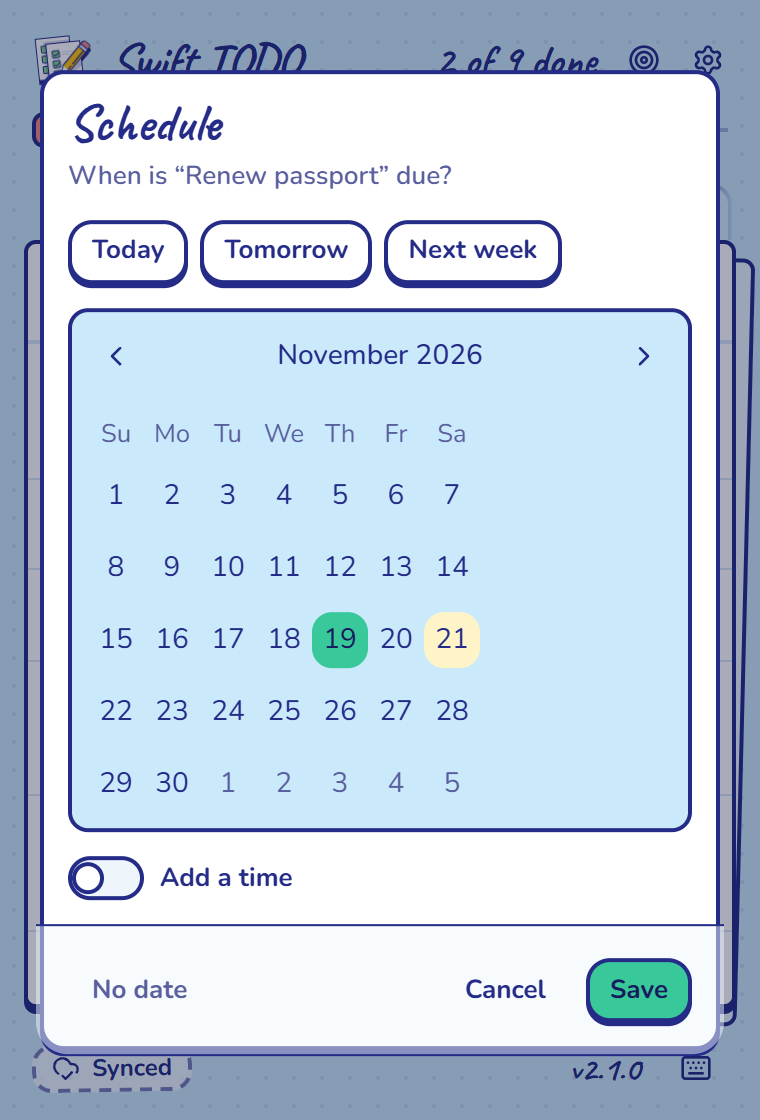 Swift TODO 2 of 9 done
Schedule
When is “Renew passport” due?
Today Tomorrow Next week
November 2026
Su Mo Tu We Th Fr Sa
1 2 3 4 5 6 7
8 9 10 11 12 13 14
15 16 17 18 19 20 21
22 23 24 25 26 27 28
29 30 1 2 3 4 5
Add a time
No date Cancel Save
Synced v2.1.0